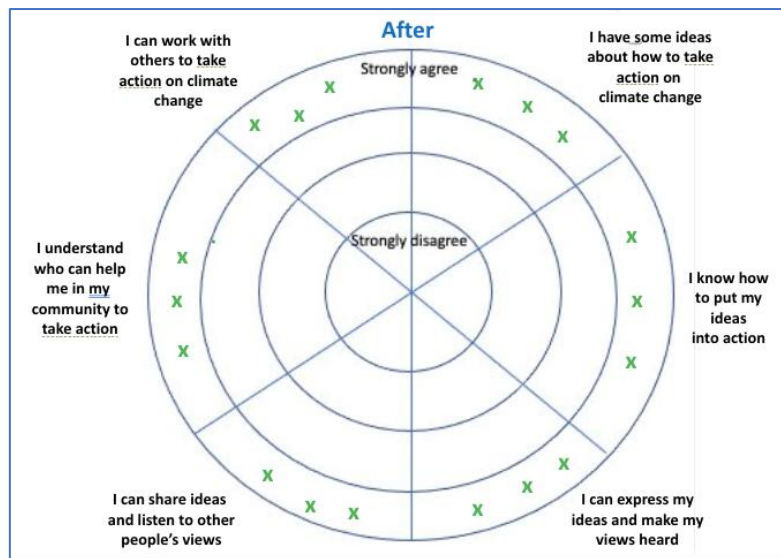 After
I can work with
others to take
action on climate
change
Strongly agree
I have some ideas
about how to take
action on
climate change
X
X
X
X
X
X
I understand
who can help
me in my
community to
take action
Strongly disagree
I know how
to put my
ideas
into action
X
X
X
X
X
X
I can share ideas
and listen to other
people's views
I can express my
ideas and make my
views heard
X
X
X
X
X
X